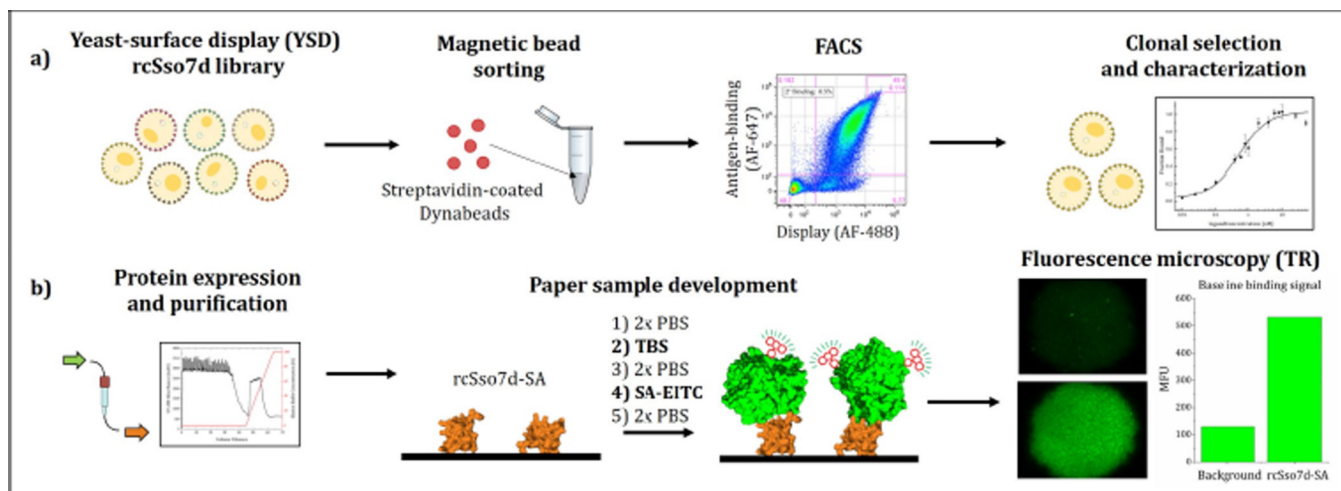 a)
Yeast-surface display (YSD)
rcSso7d library
Magnetic bead
sorting
Streptavidin-coated
Dynabeads
FACS
Antigen-binding
(AF-647)
Display (AF-488)
Clonal selection
and characterization
b)
Protein expression
and purification
Paper sample development
rcSso7d-SA
1) 2x PBS
2) TBS
3) 2x PBS
4) SA-EITC
5) 2x PBS
Fluorescence microscopy (TR)
Baseline binding signal
MFU
600
500
400
300
200
100
0
Background
rcSso7d-SA